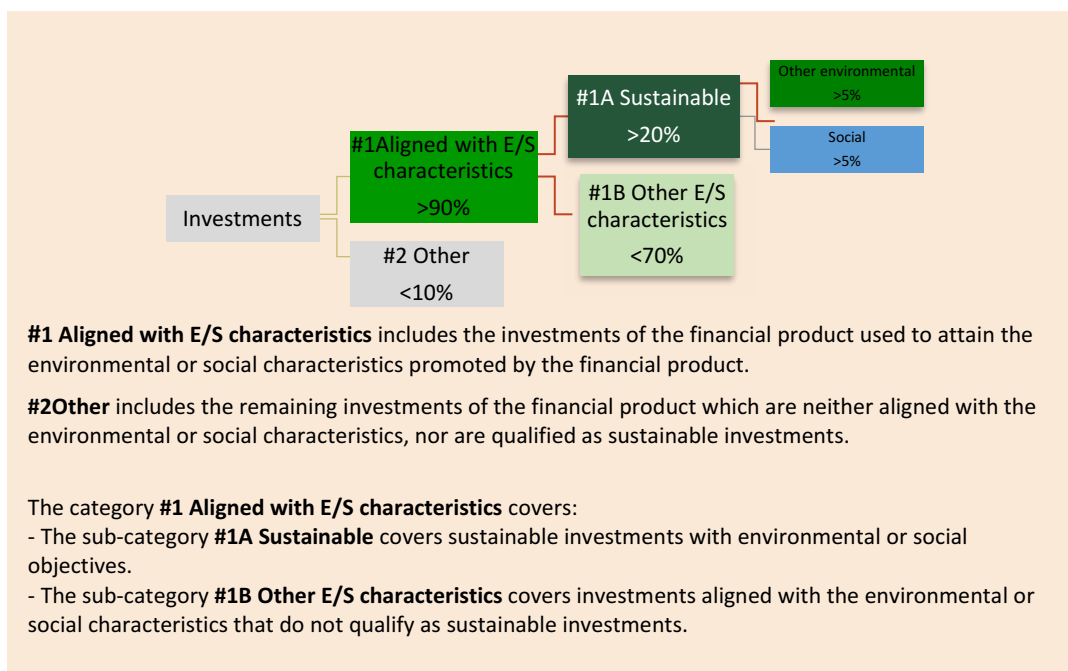 Other environmental
>5%
#1A Sustainable
>20%
Social
>5%
#1Aligned with E/S
characteristics
>90%
#1B Other E/S
characteristics
<70%
Investments
#2 Other
<10%
#1 Aligned with E/S characteristics includes the investments of the financial product used to attain the
environmental or social characteristics promoted by the financial product.
#2Other includes the remaining investments of the financial product which are neither aligned with the
environmental or social characteristics, nor are qualified as sustainable investments.
The category #1 Aligned with E/S characteristics covers:
- The sub-category #1A Sustainable covers sustainable investments with environmental or social
objectives.
- The sub-category #1B Other E/S characteristics covers investments aligned with the environmental or
social characteristics that do not qualify as sustainable investments.